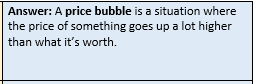 Answer: A price bubble is a situation where
the price of something goes up a lot higher
than what it's worth.